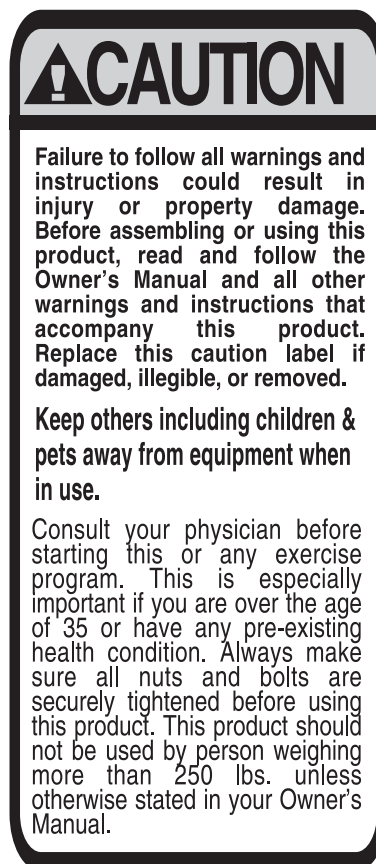 CAUTION
Failure to follow all warnings and
instructions could result in
injury or property damage.
Before assembling or using this
product, read and follow the
Owner's Manual and all other
warnings and instructions that
accompany this product.
Replace this caution label if
damaged, illegible, or removed.
Keep others including children &
pets away from equipment when
in use.
Consult your physician before
starting this or any exercise
program. This is especially
important if you are over the age
of 35 or have any pre-existing
health condition. Always make
sure all nuts and bolts are
securely tightened before using
this product. This product should
not be used by person weighing
more than 250 lbs. unless
otherwise stated in your Owner's
Manual.